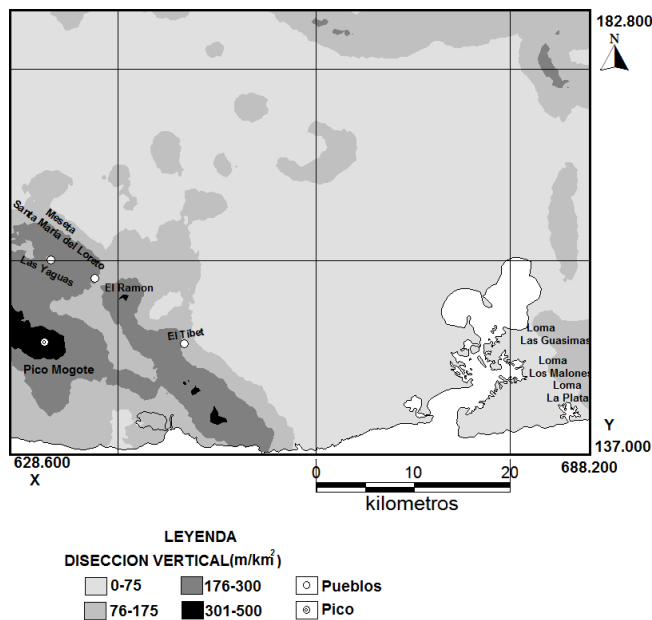 182.800
N
Meseta
Santa María del Loreto
Las Yaguas
El Ramon
El Tibet
Pico Mogote
Loma
Las Guasimas
Loma
Los Malones
Loma
La Plata
Y
137.000
628.600
X
688.200
0 10 20
kilometros
LEYENDA
DISECCION VERTICAL(m/km²)
0-75 176-300 Pueblos
76-175 301-500 Pico